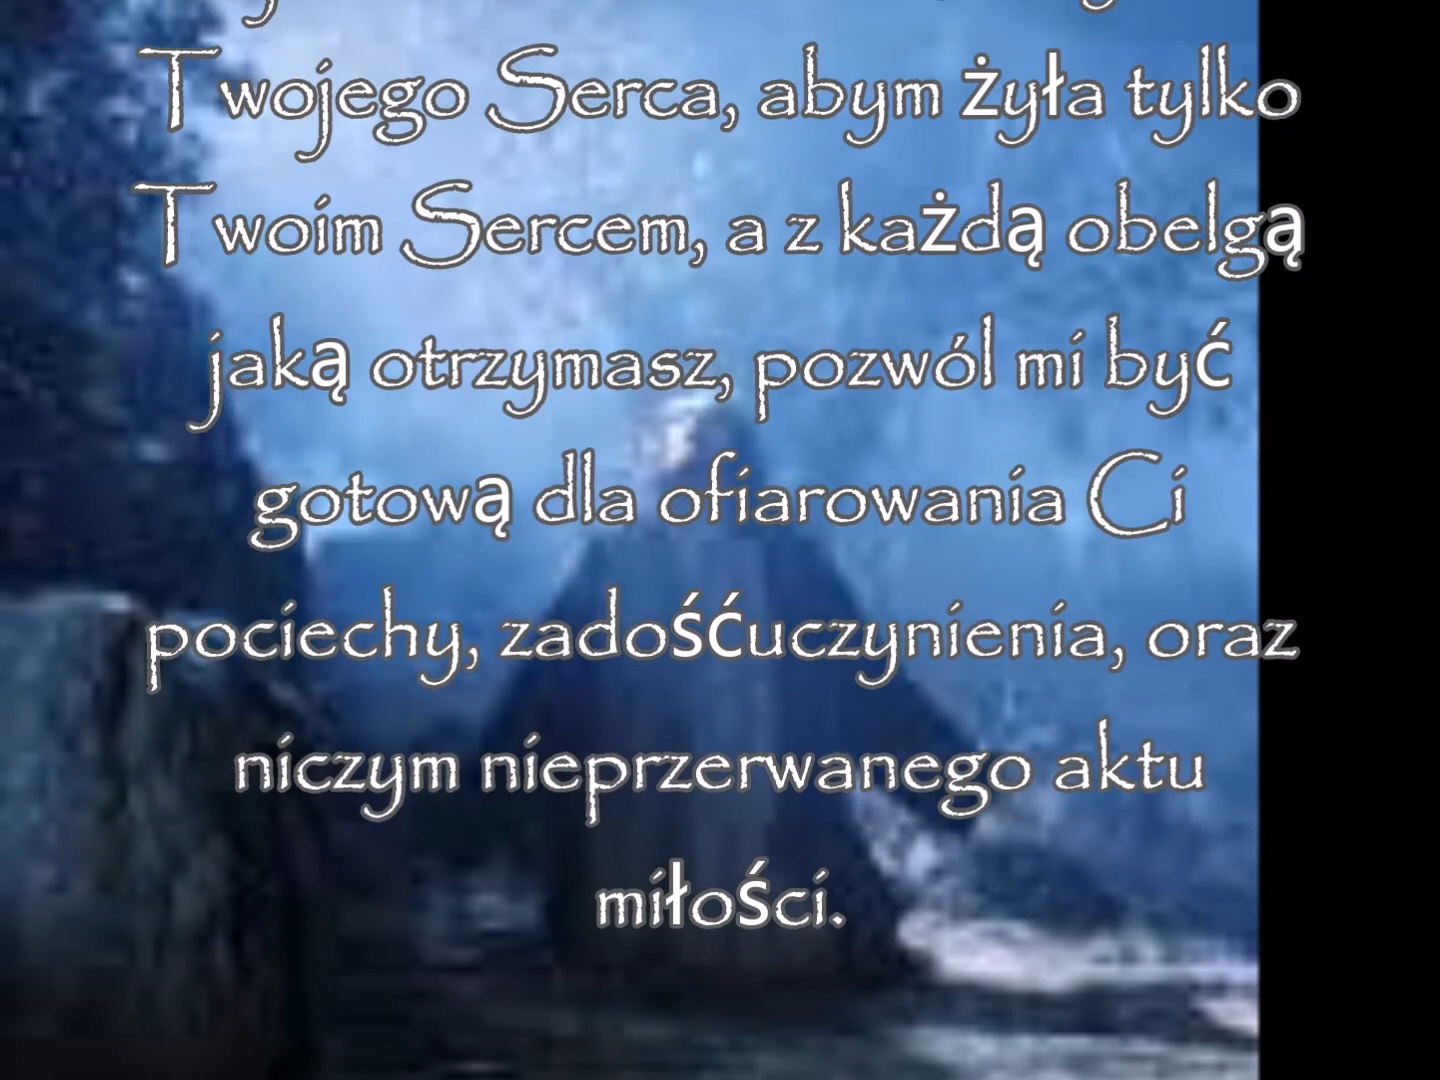 Twojego Serca, abym żyła tylko
Twoim Sercem, a z każdą obelgą
jaką otrzymasz, pozwól mi być
gotową dla ofiarowania Ci
pociechy, zadośćuczynienia, oraz
niczym nieprzerwanego aktu
miłości.